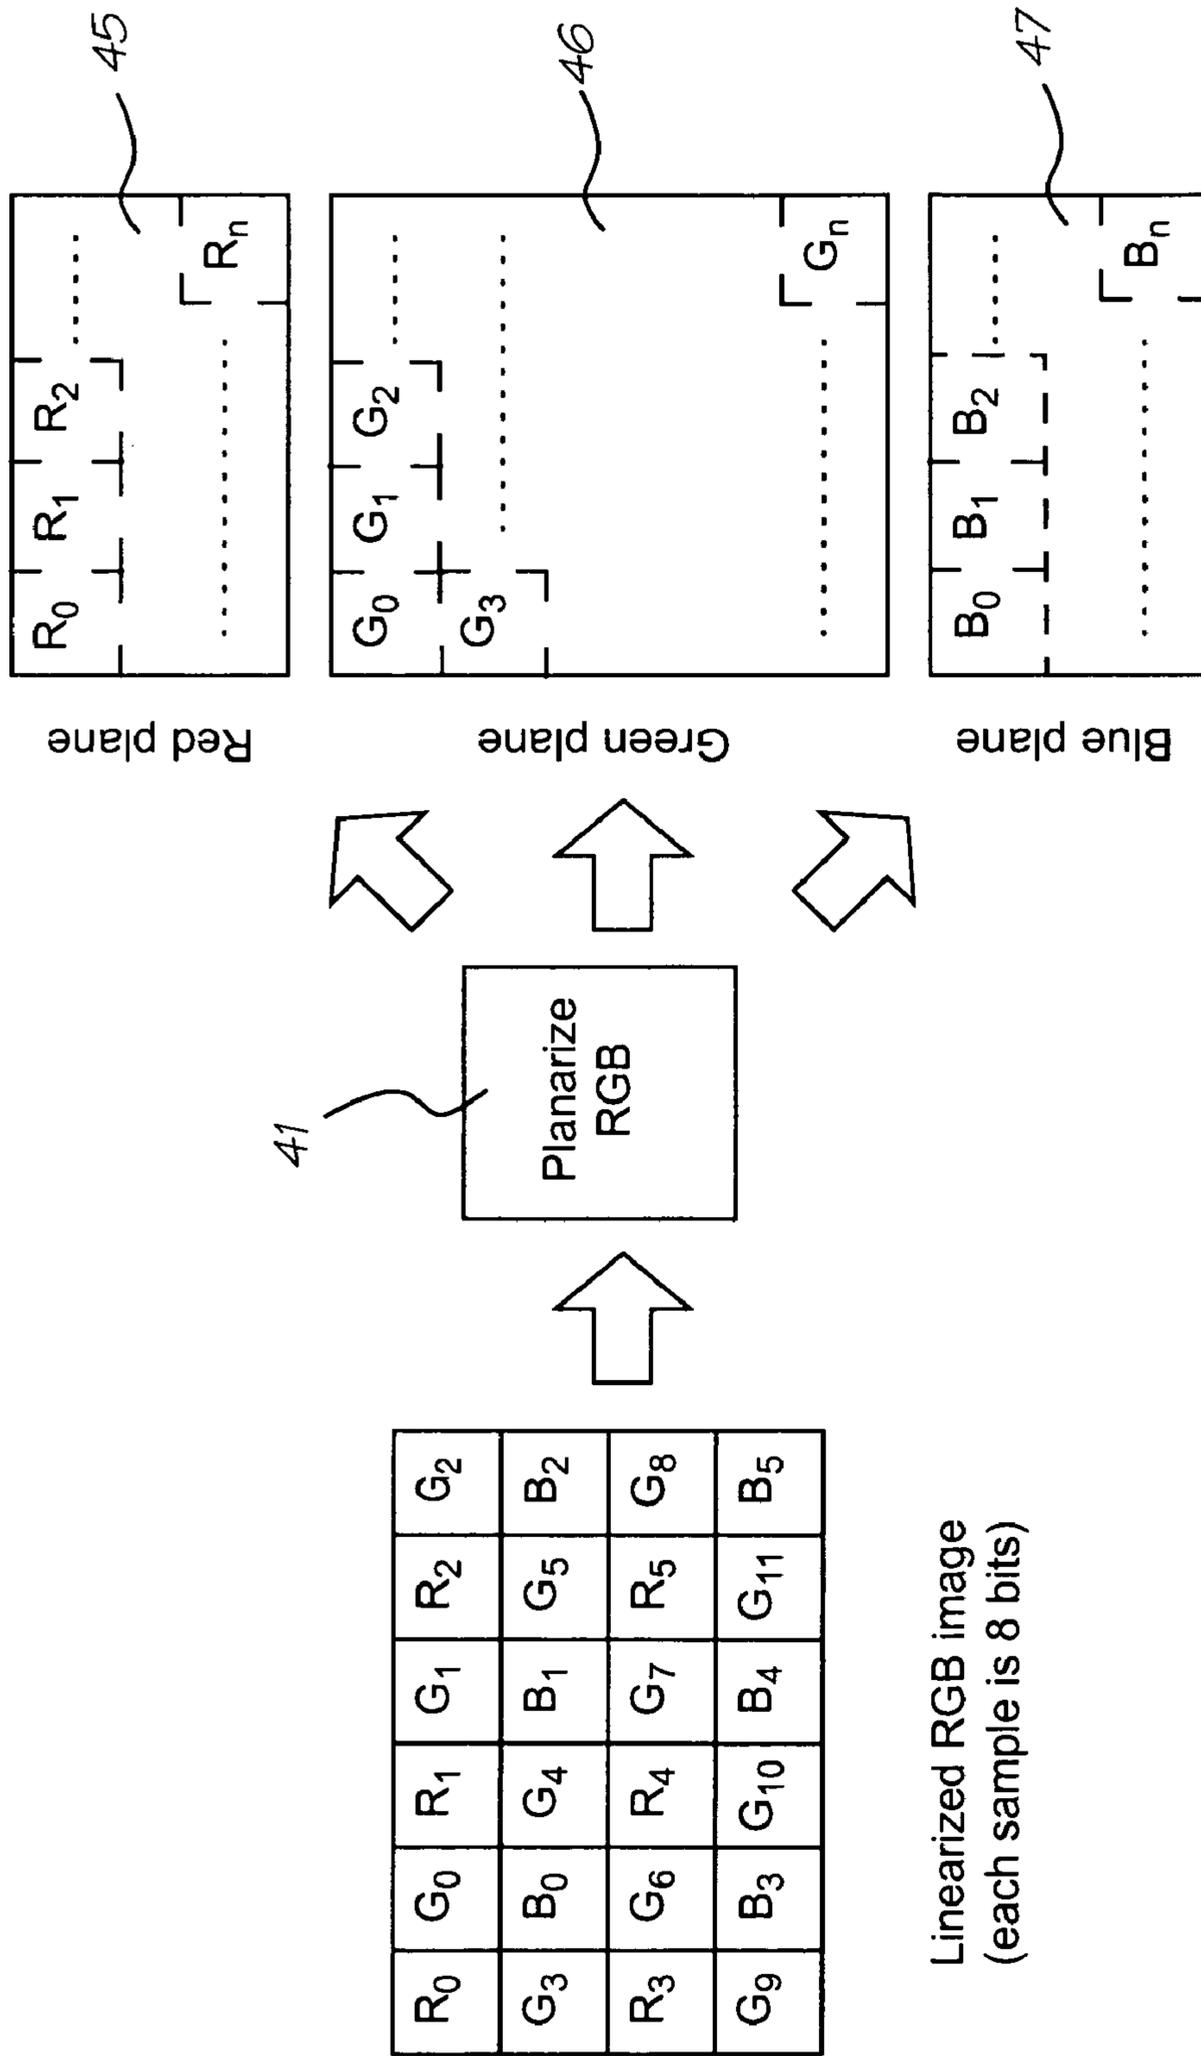 R0 G0 R1 G1 R2 G2
G3 B0 G4 B1 G5 B2
R3 G6 R4 G7 R5 G8
G9 B3 G10 B4 G11 B5
Linearized RGB image
(each sample is 8 bits)
41
Planarize
RGB
Red plane
R0 R1 R2 ......
................ Rn
45
Green plane
G0 G1 G2 ......
G3 ................
................ Gn
46
Blue plane
B0 B1 B2 ......
................ Bn
47